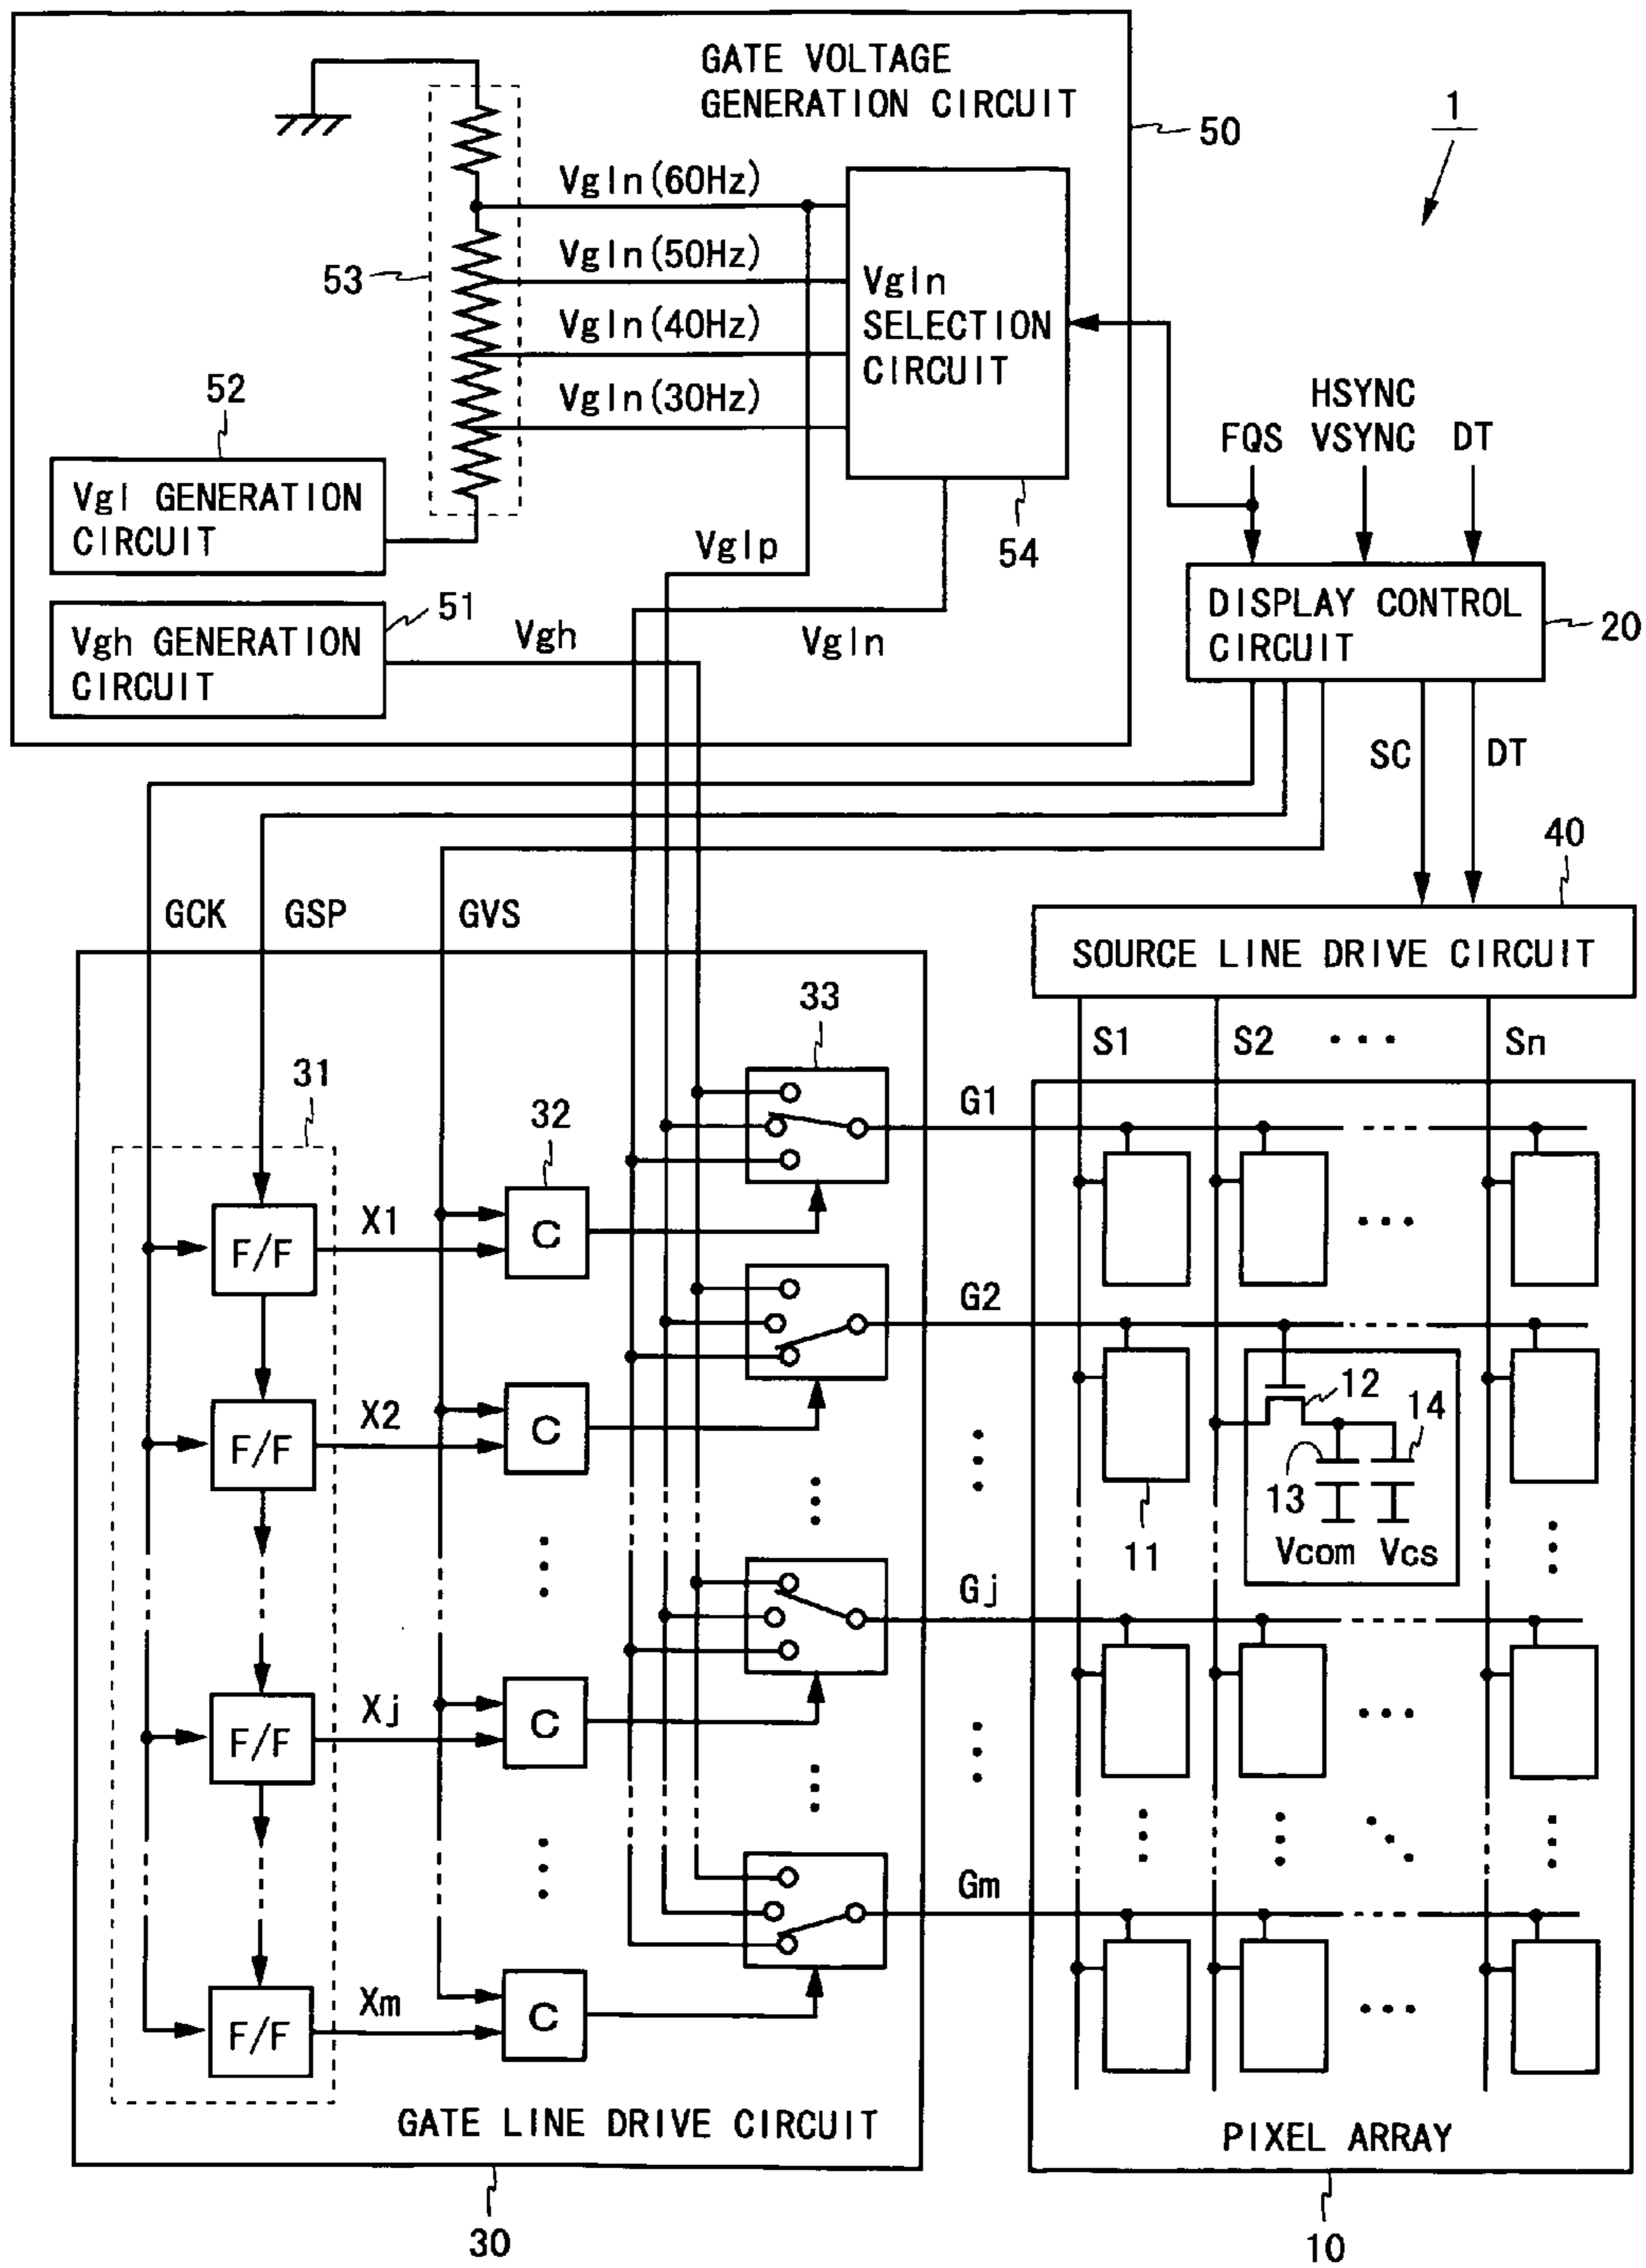 GATE VOLTAGE
GENERATION CIRCUIT
50
1
Vgln(60Hz)
Vgln(50Hz)
Vgln(40Hz)
Vgln(30Hz)
53
Vgln
SELECTION
CIRCUIT
54
52
Vgl GENERATION
CIRCUIT
51
Vgh GENERATION
CIRCUIT
Vglp
Vgh
Vgln
FQS
HSYNC
VSYNC
DT
DISPLAY CONTROL
CIRCUIT
20
SC
DT
GCK
GSP
GVS
40
SOURCE LINE DRIVE CIRCUIT
S1
S2
• • •
Sn
33
31
32
G1
F/F
X1
C
G2
F/F
X2
C
12
14
13
11
Vcom
Vcs
Gj
F/F
Xj
C
Gm
F/F
Xm
C
GATE LINE DRIVE CIRCUIT
PIXEL ARRAY
30
10